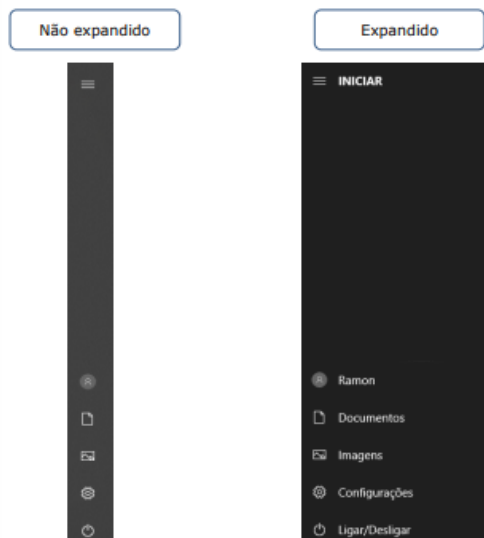 Não expandido
Expandido
INICIAR
Ramon
Documentos
Imagens
Configurações
Ligar/Desligar